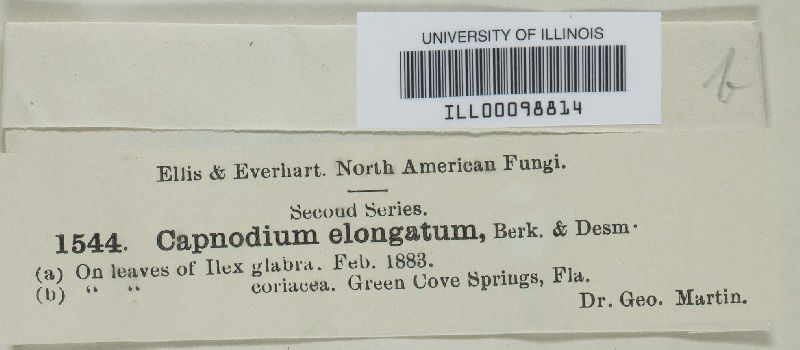 UNIVERSITY OF ILLINOIS
ILL00098814
b
Ellis & Everhart. North American Fungi.
Second Series.
1544. Capnodium elongatum, Berk. & Desm.
(a) On leaves of Ilex glabra. Feb. 1883.
(b) “ “ coriacea. Green Cove Springs, Fla.
Dr. Geo. Martin.